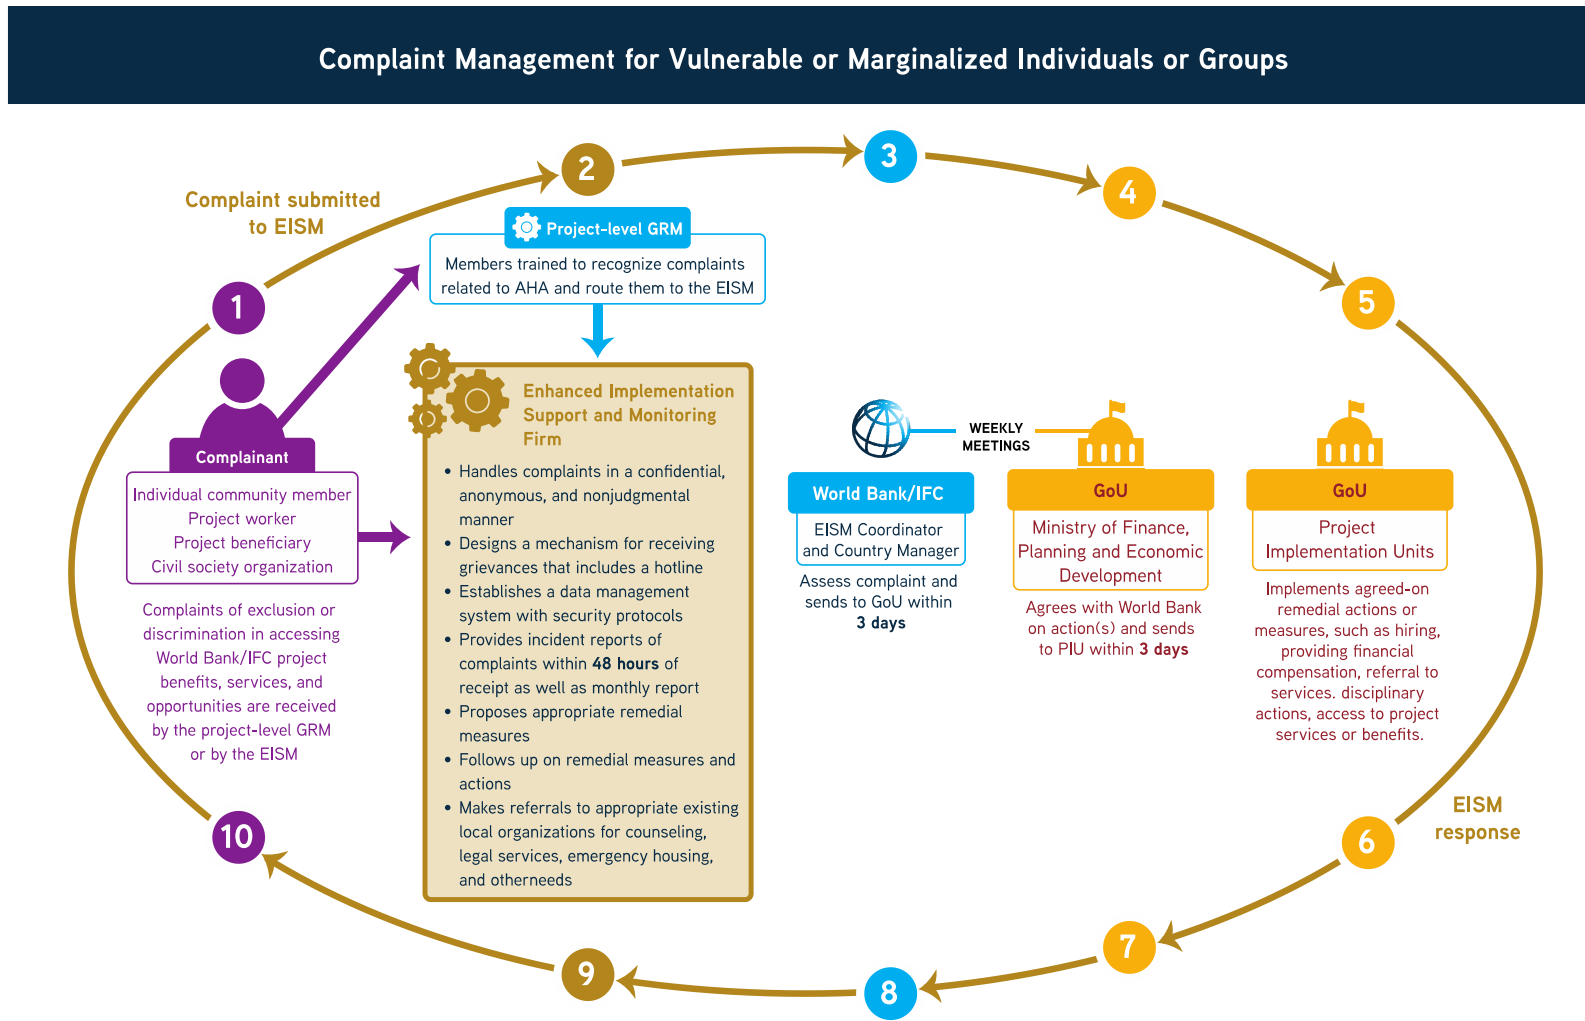 Complaint Management for Vulnerable or Marginalized Individuals or Groups
Complaint submitted
to EISM
1
2
3
4
5
Project-level GRM
Members trained to recognize complaints
related to AHA and route them to the EISM
Complainant
Individual community member
Project worker
Project beneficiary
Civil society organization
Complaints of exclusion or
discrimination in accessing
World Bank/IFC project
benefits, services, and
opportunities are received
by the project-level GRM
or by the EISM
Enhanced Implementation
Support and Monitoring
Firm
• Handles complaints in a confidential,
anonymous, and nonjudgmental
manner
• Designs a mechanism for receiving
grievances that includes a hotline
• Establishes a data management
system with security protocols
• Provides incident reports of
complaints within 48 hours of
receipt as well as monthly report
• Proposes appropriate remedial
measures
• Follows up on remedial measures and
actions
• Makes referrals to appropriate existing
local organizations for counseling,
legal services, emergency housing,
and otherneeds
WEEKLY
MEETINGS
World Bank/IFC
EISM Coordinator
and Country Manager
Assess complaint and
sends to GoU within
3 days
GoU
Ministry of Finance,
Planning and Economic
Development
Agrees with World Bank
on action(s) and sends
to PIU within 3 days
GoU
Project
Implementation Units
Implements agreed-on
remedial actions or
measures, such as hiring,
providing financial
compensation, referral to
services. disciplinary
actions, access to project
services or benefits.
EISM
response
6
7
8
9
10